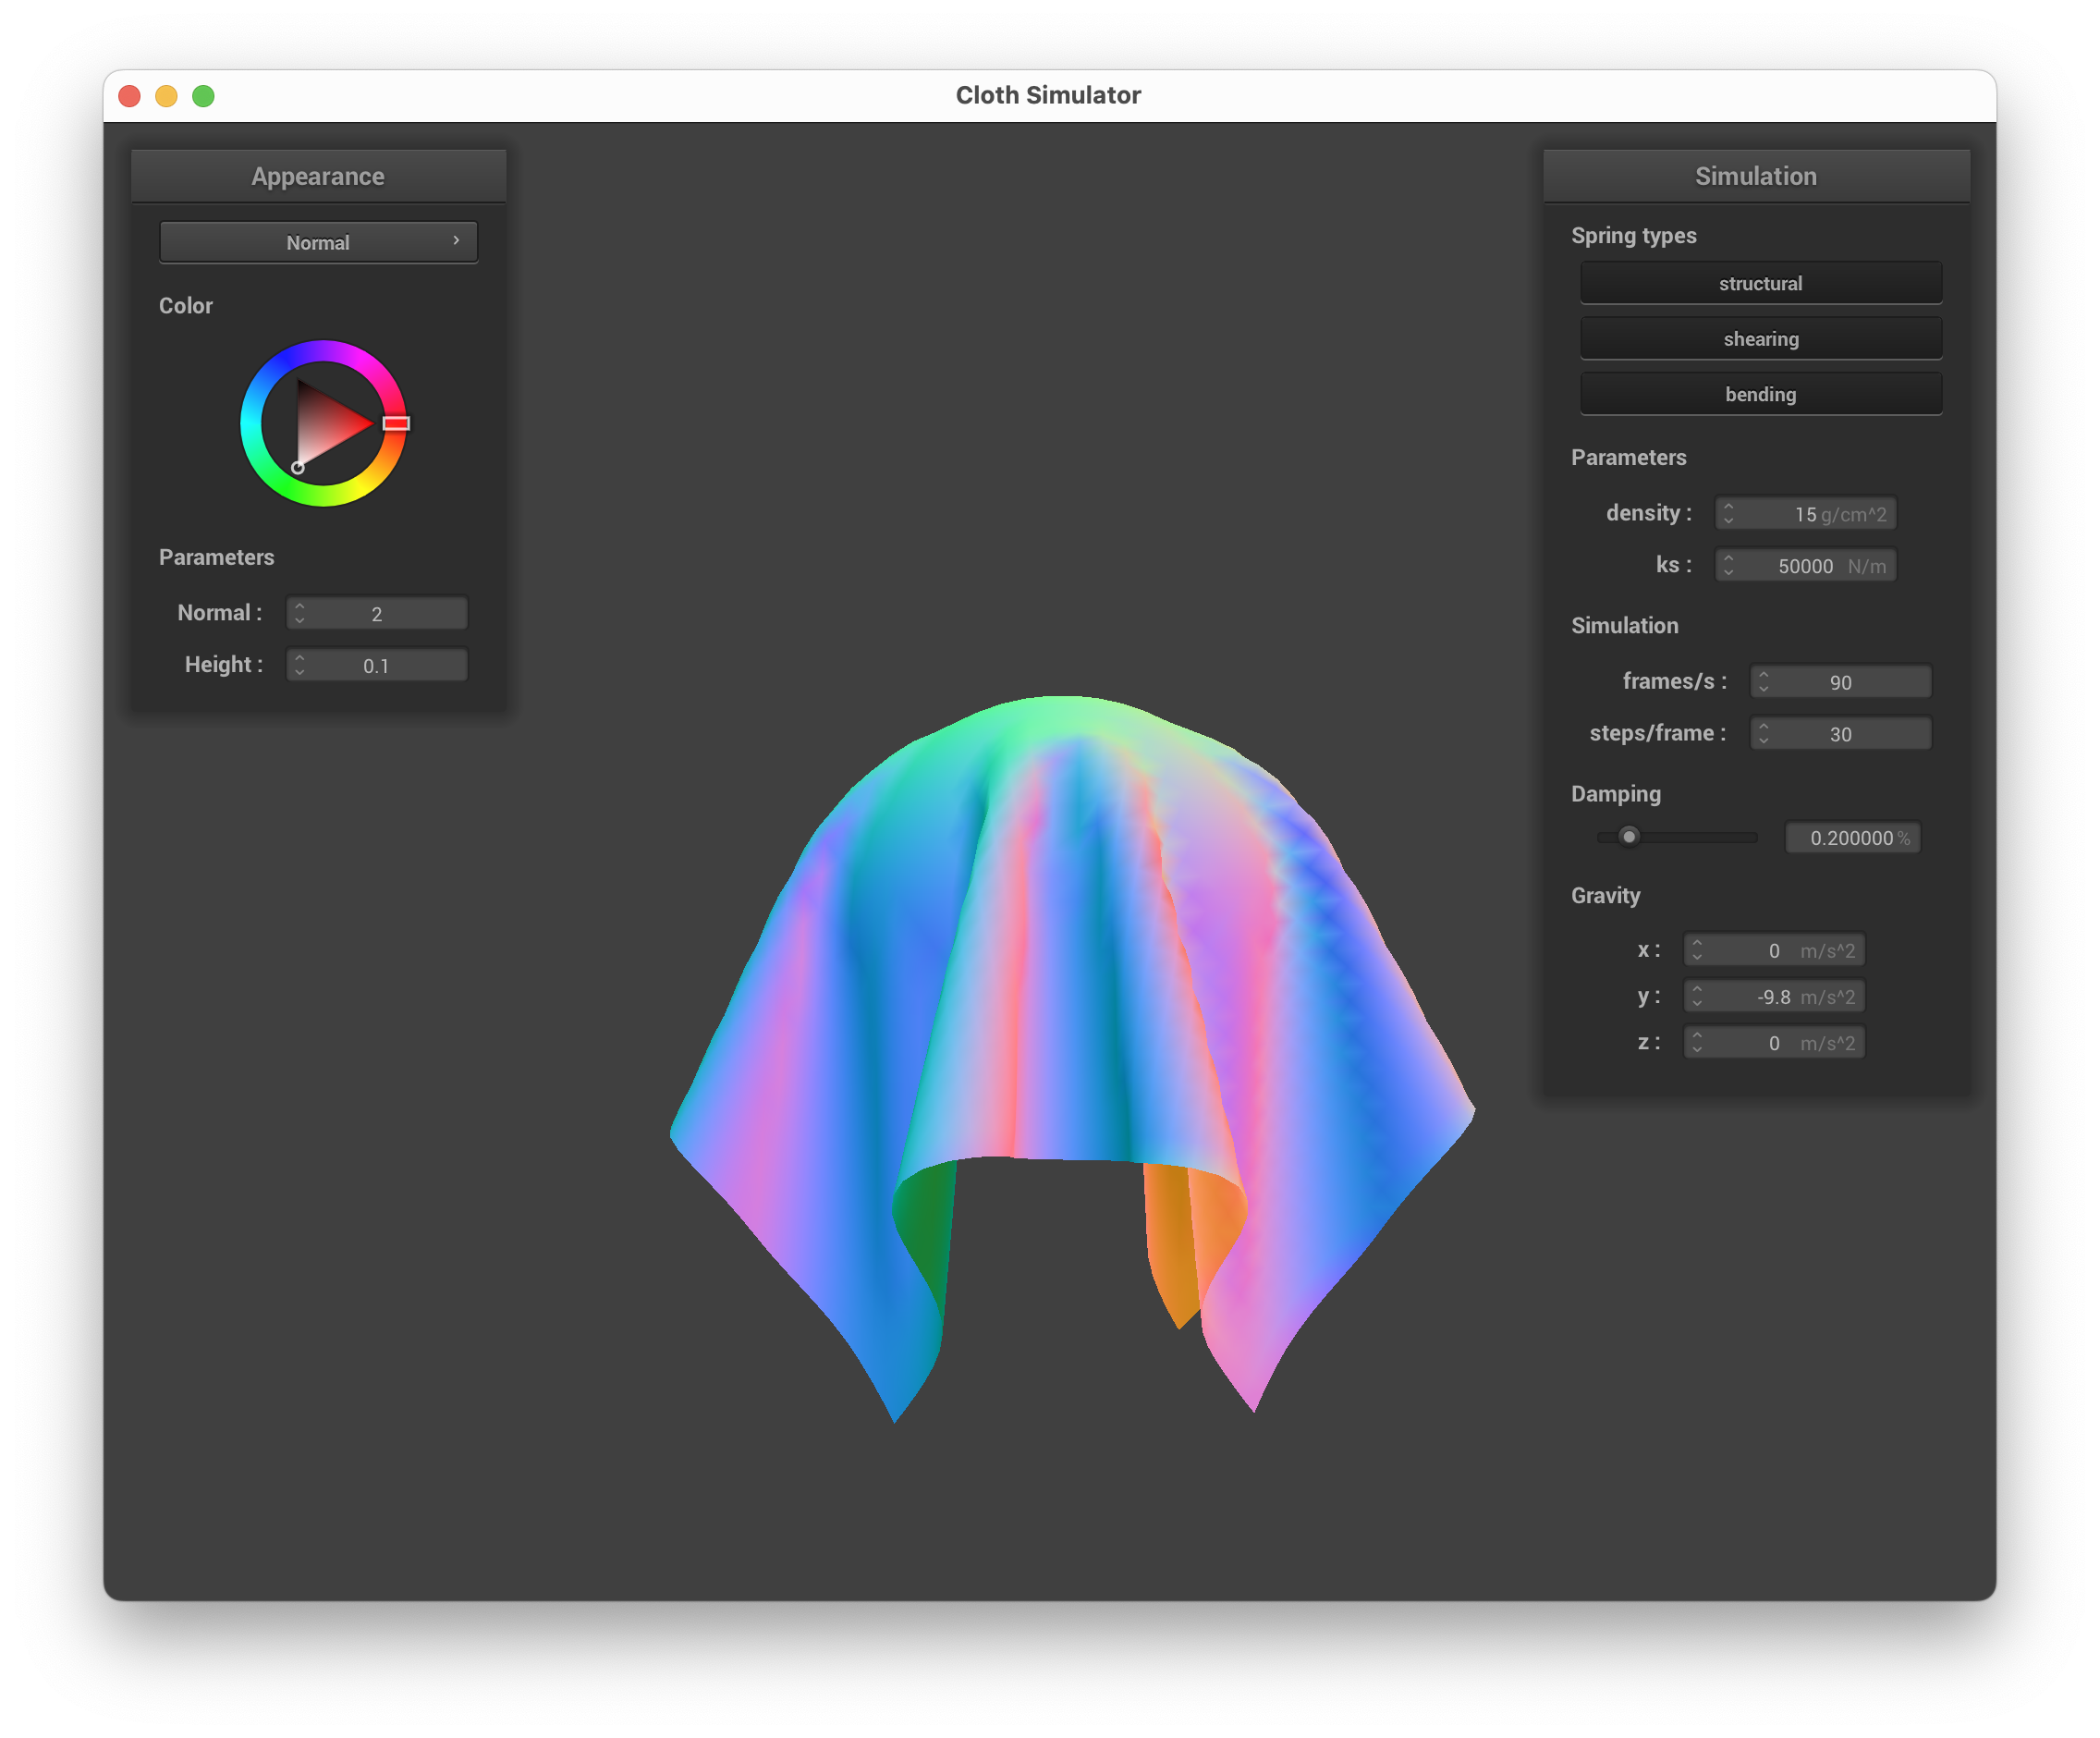 Cloth Simulator
Appearance
Normal
Color
Parameters
Normal : 2
Height : 0.1
Simulation
Spring types
structural
shearing
bending
Parameters
density : 15 g/cm^2
ks : 50000 N/m
Simulation
frames/s : 90
steps/frame : 30
Damping
0.200000 %
Gravity
x : 0 m/s^2
y : -9.8 m/s^2
z : 0 m/s^2